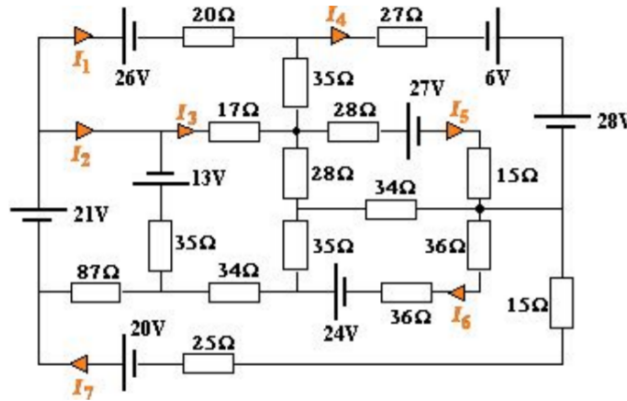 20Ω I4 27Ω
I1 26V 35Ω 6V
27V
I3 17Ω 28Ω I5 28V
I2
13V 28Ω 15Ω
34Ω
21V
35Ω 35Ω 36Ω
87Ω 34Ω
24V 36Ω I6 15Ω
20V 25Ω
I7